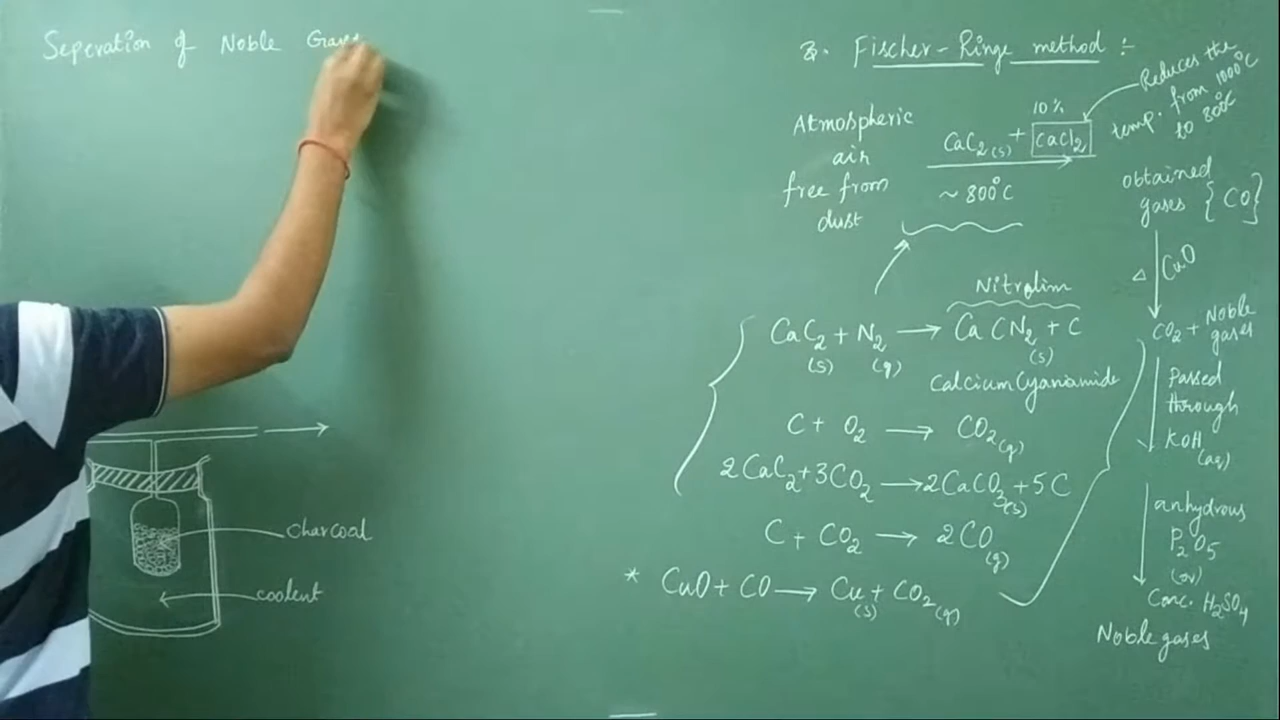 Seperation of Noble Gases
charcoal
coolent
3. Fischer-Ringe method :-
Reduces the
temp. from 1000°C
to 800°C
Atmospheric
air
free from
dust
10%
CaC2(s) + CaCl2
~ 800°C
obtained
gases {CO}
Δ CuO
CO2 + Noble
gases
Passed
through
KOH
(aq)
anhydrous
P2O5
(or)
Conc. H2SO4
Noble gases
Nitrolim
CaC2 + N2 → CaCN2 + C
(s) (g) (s)
Calcium Cyanamide
C + O2 → CO2(g)
2CaC2 + 3CO2 → 2CaCO3(s) + 5C
C + CO2 → 2CO(g)
* CuO + CO → Cu(s) + CO2(g)